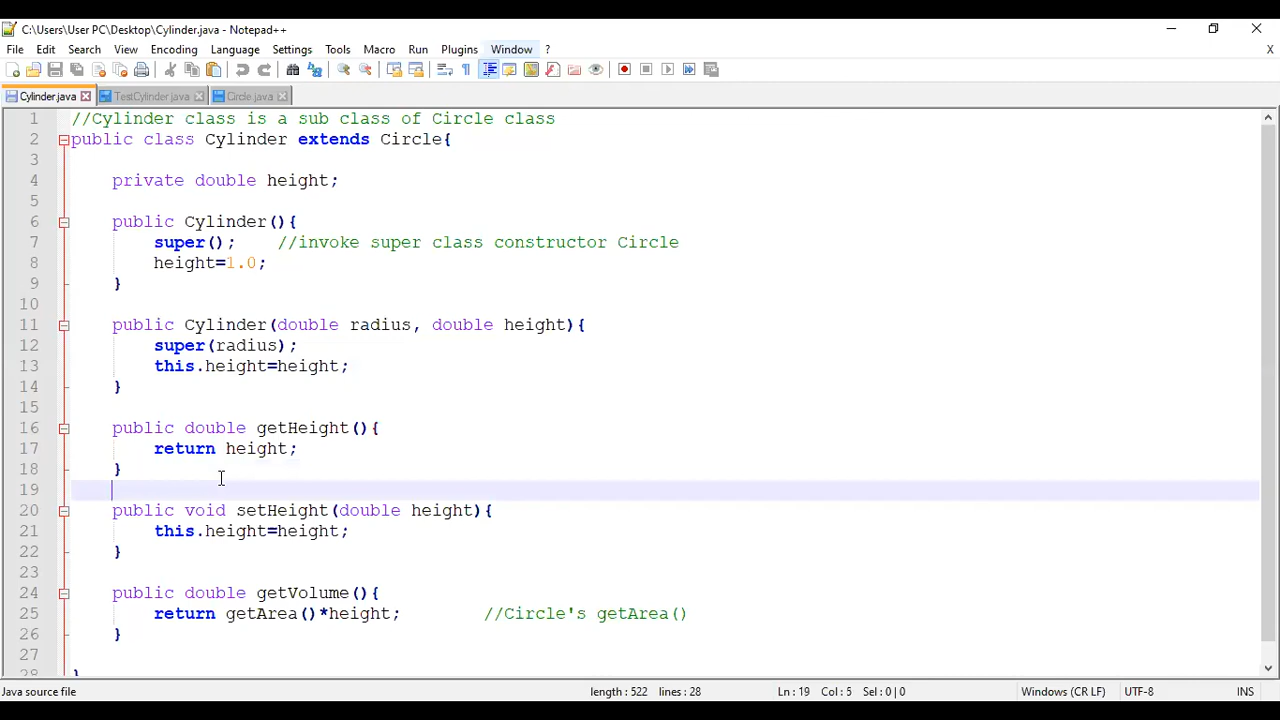 C:\Users\User PC\Desktop\Cylinder.java - Notepad++
File Edit Search View Encoding Language Settings Tools Macro Run Plugins Window ? X
Cylinder.java TestCylinder.java Circle.java
1 //Cylinder class is a sub class of Circle class
2 public class Cylinder extends Circle{
3
4 private double height;
5
6 public Cylinder(){
7 super(); //invoke super class constructor Circle
8 height=1.0;
9 }
10
11 public Cylinder(double radius, double height){
12 super(radius);
13 this.height=height;
14 }
15
16 public double getHeight(){
17 return height;
18 }
19
20 public void setHeight(double height){
21 this.height=height;
22 }
23
24 public double getVolume(){
25 return getArea()*height; //Circle's getArea()
26 }
27
28 }
Java source file length : 522 lines : 28 Ln : 19 Col : 5 Sel : 0 | 0 Windows (CR LF) UTF-8 INS